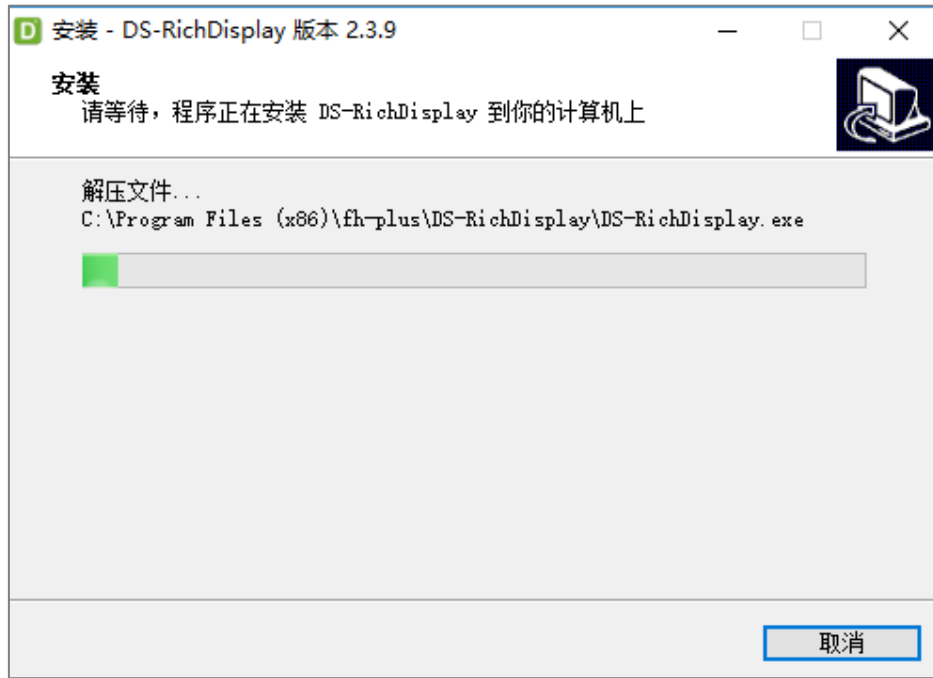 D 安装 - DS-RichDisplay 版本 2.3.9
安装
请等待，程序正在安装 DS-RichDisplay 到你的计算机上
解压文件...
C:\Program Files (x86)\fh-plus\DS-RichDisplay\DS-RichDisplay.exe
取消